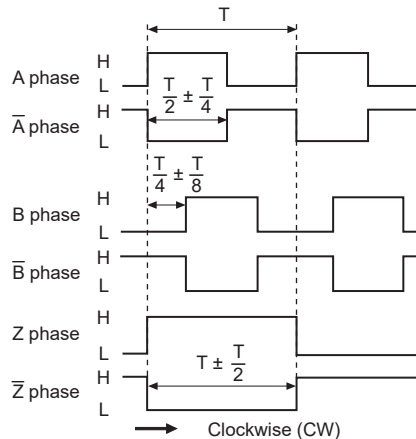 T
H
A phase
L
H
A̅ phase
L
T/2 ± T/4
T/4 ± T/8
H
B phase
L
H
B̅ phase
L
H
Z phase
L
H
Z̅ phase
L
T ± T/2
Clockwise (CW)